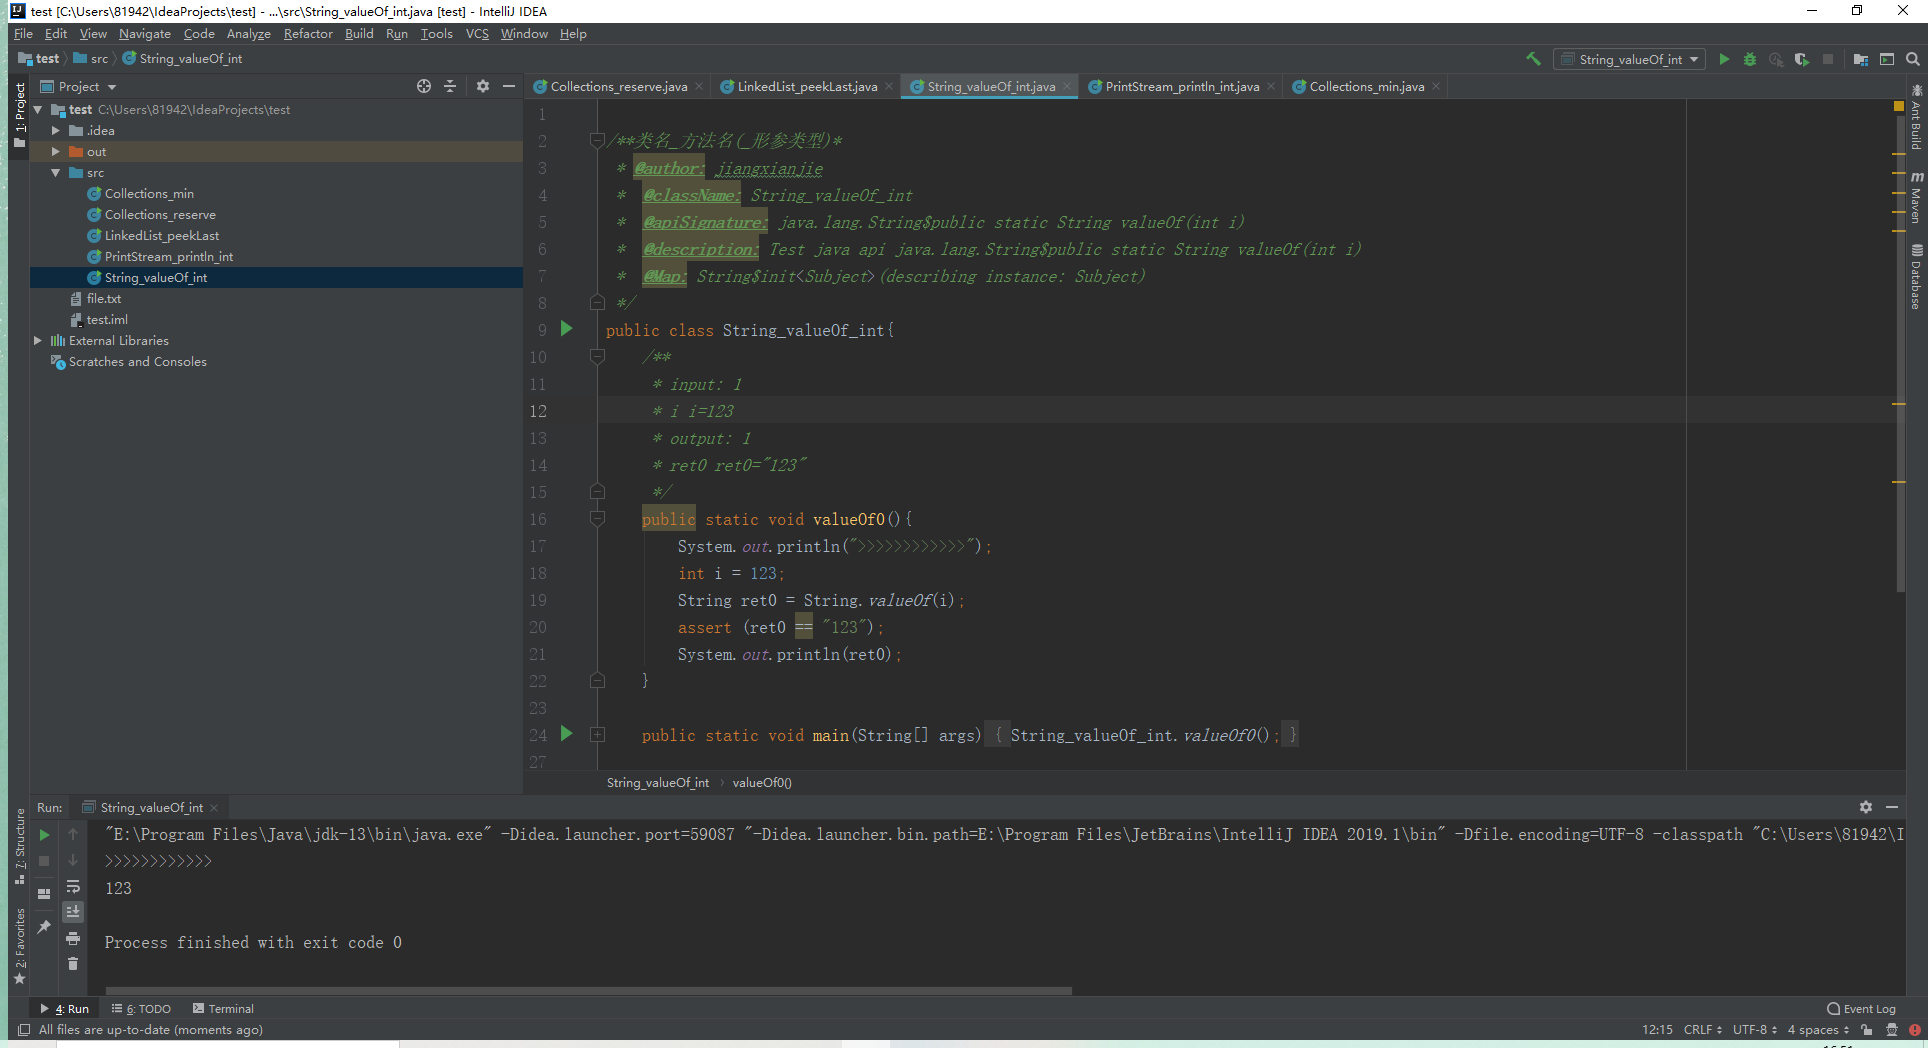 test [C:\Users\81942\IdeaProjects\test] - ...\src\String_valueOf_int.java [test] - IntelliJ IDEA
File Edit View Navigate Code Analyze Refactor Build Run Tools VCS Window Help
test src String_valueOf_int
String_valueOf_int
Project
Collections_reserve.java LinkedList_peekLast.java String_valueOf_int.java PrintStream_println_int.java Collections_min.java
1: Project
test C:\Users\81942\IdeaProjects\test
.idea
out
src
Collections_min
Collections_reserve
LinkedList_peekLast
PrintStream_println_int
String_valueOf_int
file.txt
test.iml
External Libraries
Scratches and Consoles
1
2 /**类名_方法名(_形参类型)*
3 * @author: jiangxianjie
4 * @className: String_valueOf_int
5 * @apiSignature: java.lang.String$public static String valueOf(int i)
6 * @description: Test java api java.lang.String$public static String valueOf(int i)
7 * @Map: String$init<Subject>(describing instance: Subject)
8 */
9 public class String_valueOf_int{
10 /**
11 * input: 1
12 * i i=123
13 * output: 1
14 * ret0 ret0="123"
15 */
16 public static void valueOf0(){
17 System.out.println(">>>>>>>>>>>>");
18 int i = 123;
19 String ret0 = String.valueOf(i);
20 assert (ret0 == "123");
21 System.out.println(ret0);
22 }
23
24 public static void main(String[] args) { String_valueOf_int.valueOf0(); }
27
Ant Build
Maven
Database
String_valueOf_int valueOf0()
Run: String_valueOf_int
"E:\Program Files\Java\jdk-13\bin\java.exe" -Didea.launcher.port=59087 "-Didea.launcher.bin.path=E:\Program Files\JetBrains\IntelliJ IDEA 2019.1\bin" -Dfile.encoding=UTF-8 -classpath "C:\Users\81942\I
>>>>>>>>>>>>
123
Process finished with exit code 0
7: Structure
2: Favorites
4: Run 6: TODO Terminal Event Log
All files are up-to-date (moments ago) 12:15 CRLF UTF-8 4 spaces